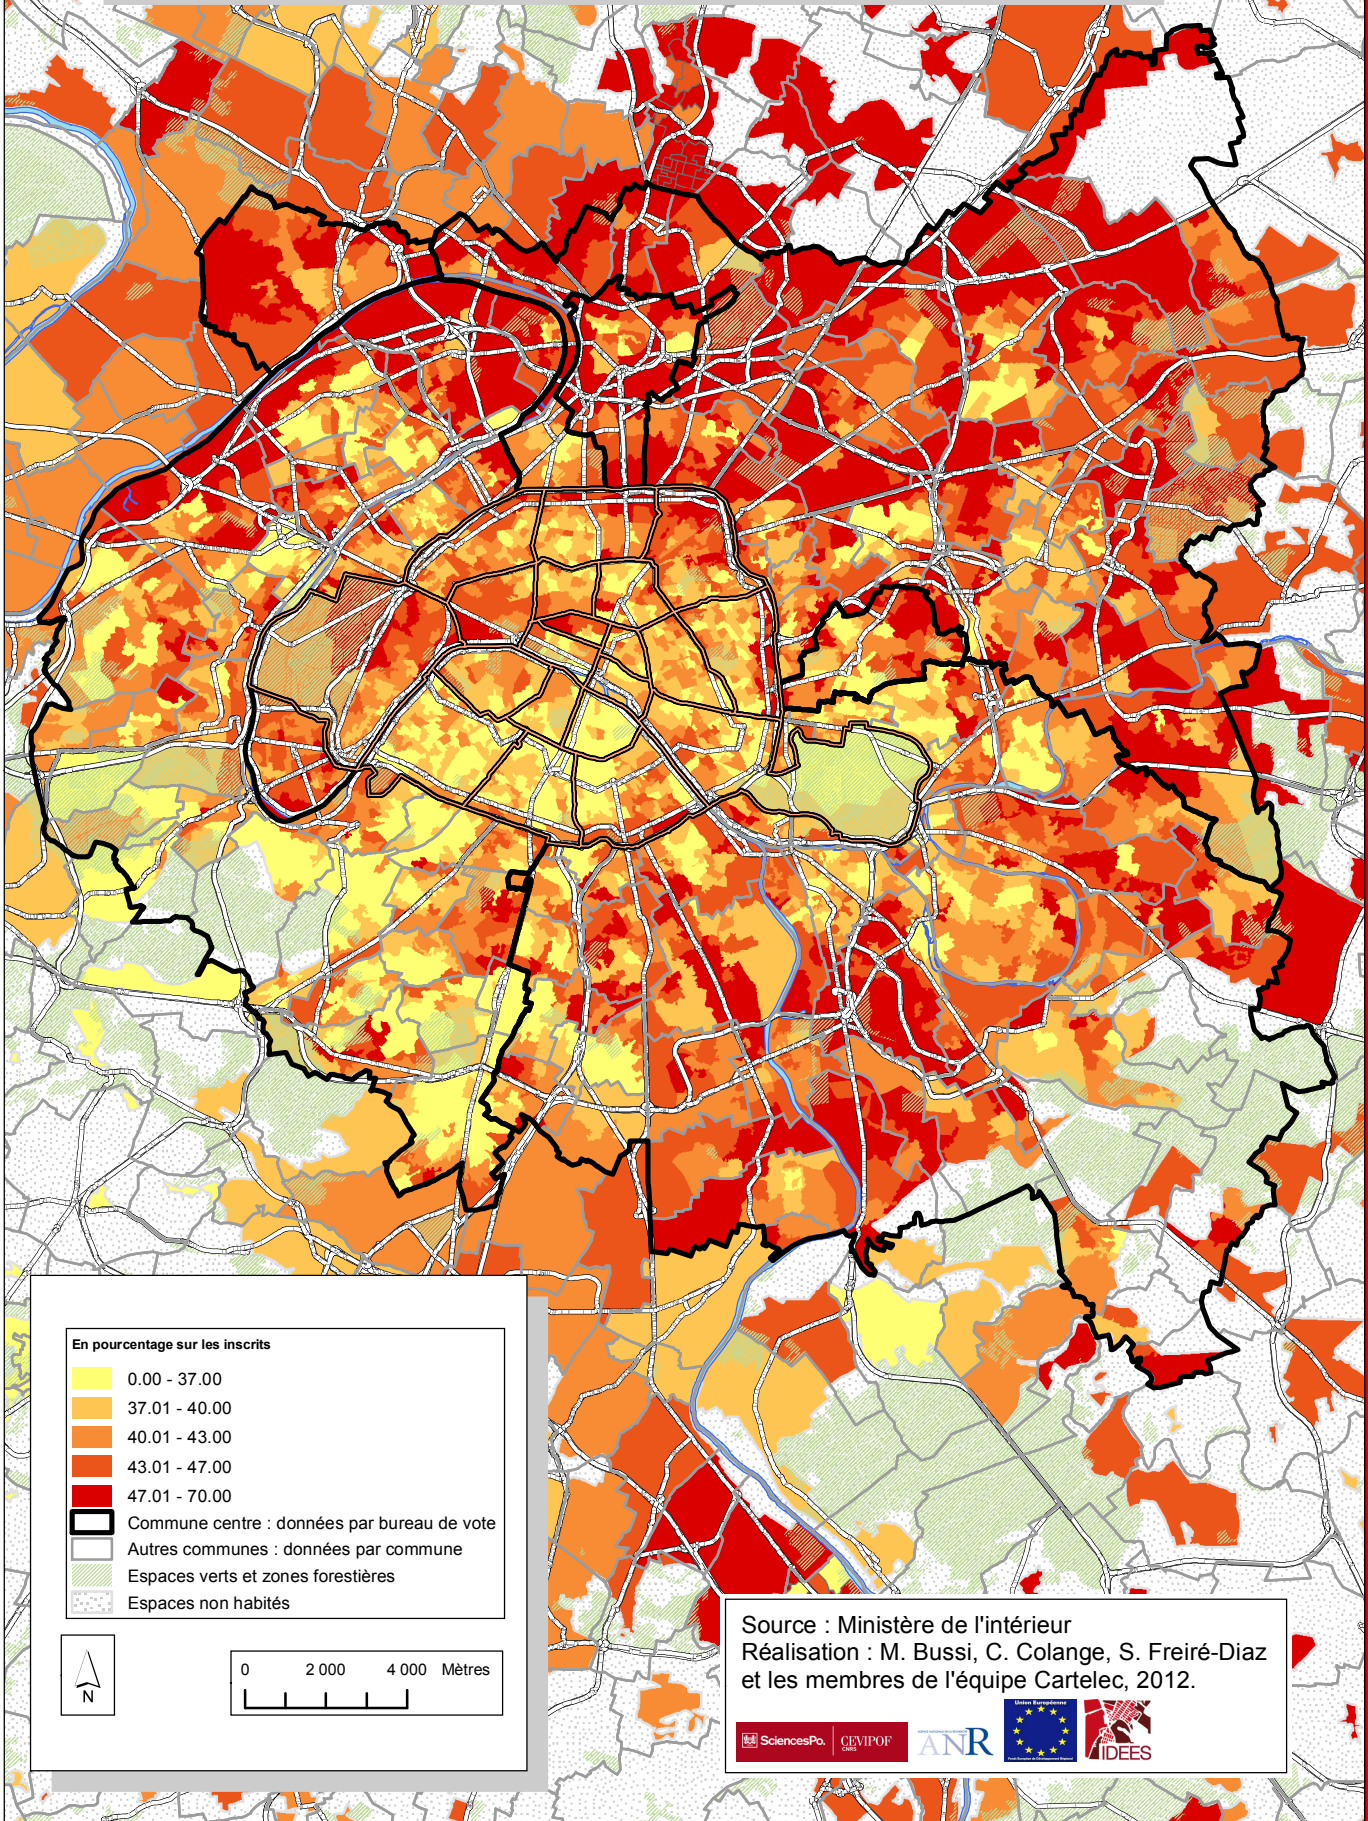 En pourcentage sur les inscrits
0.00 - 37.00
37.01 - 40.00
40.01 - 43.00
43.01 - 47.00
47.01 - 70.00
Commune centre : données par bureau de vote
Autres communes : données par commune
Espaces verts et zones forestières
Espaces non habités
N
0 2 000 4 000 Mètres
Source : Ministère de l'intérieur
Réalisation : M. Bussi, C. Colange, S. Freiré-Diaz
et les membres de l'équipe Cartelec, 2012.
SciencesPo. CEVIPOF
CNRS
ANR
Union Européenne
IDEES